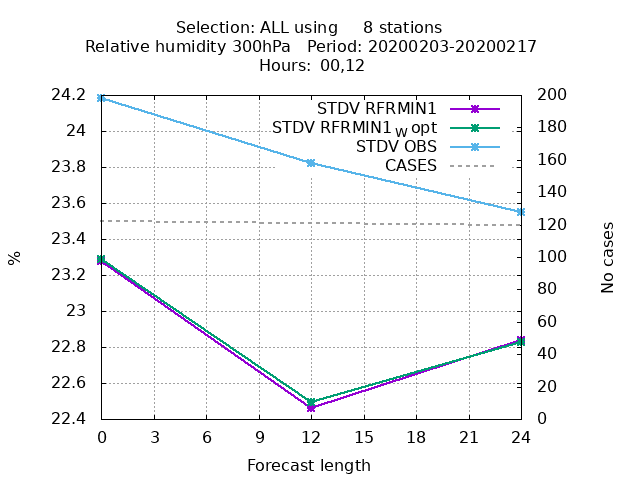 Selection: ALL using 8 stations
Relative humidity 300hPa Period: 20200203-20200217
Hours: 00,12
24.2
24
23.8
23.6
23.4
23.2
23
22.8
22.6
22.4
%
STDV RFRMIN1
STDV RFRMIN1 w opt
STDV OBS
CASES
200
180
160
140
120
100
80
60
40
20
0
No cases
0 3 6 9 12 15 18 21 24
Forecast length